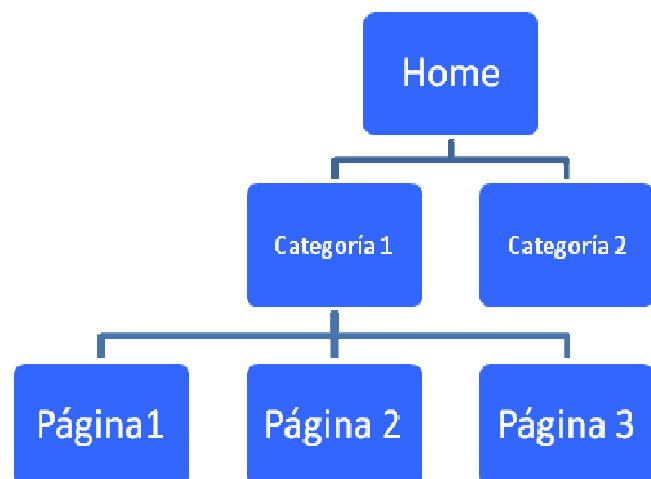 Home
Categoría 1
Categoría 2
Página1
Página 2
Página 3